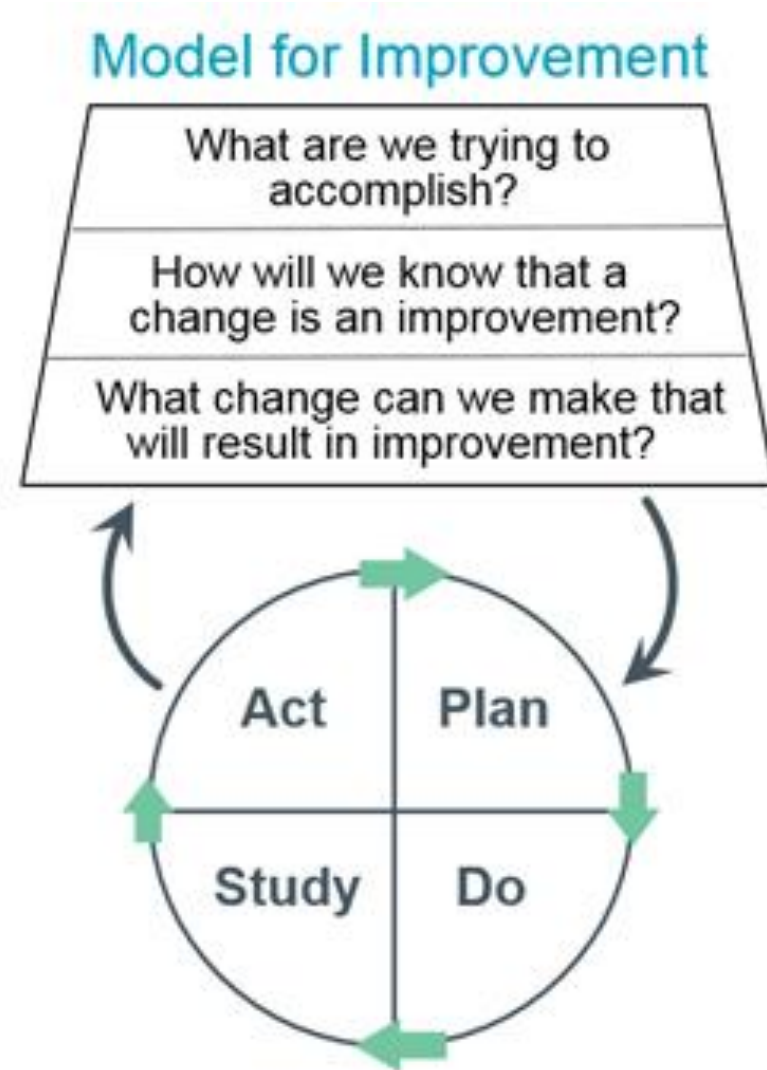 Model for Improvement
What are we trying to
accomplish?
How will we know that a
change is an improvement?
What change can we make that
will result in improvement?
Act
Plan
Study
Do